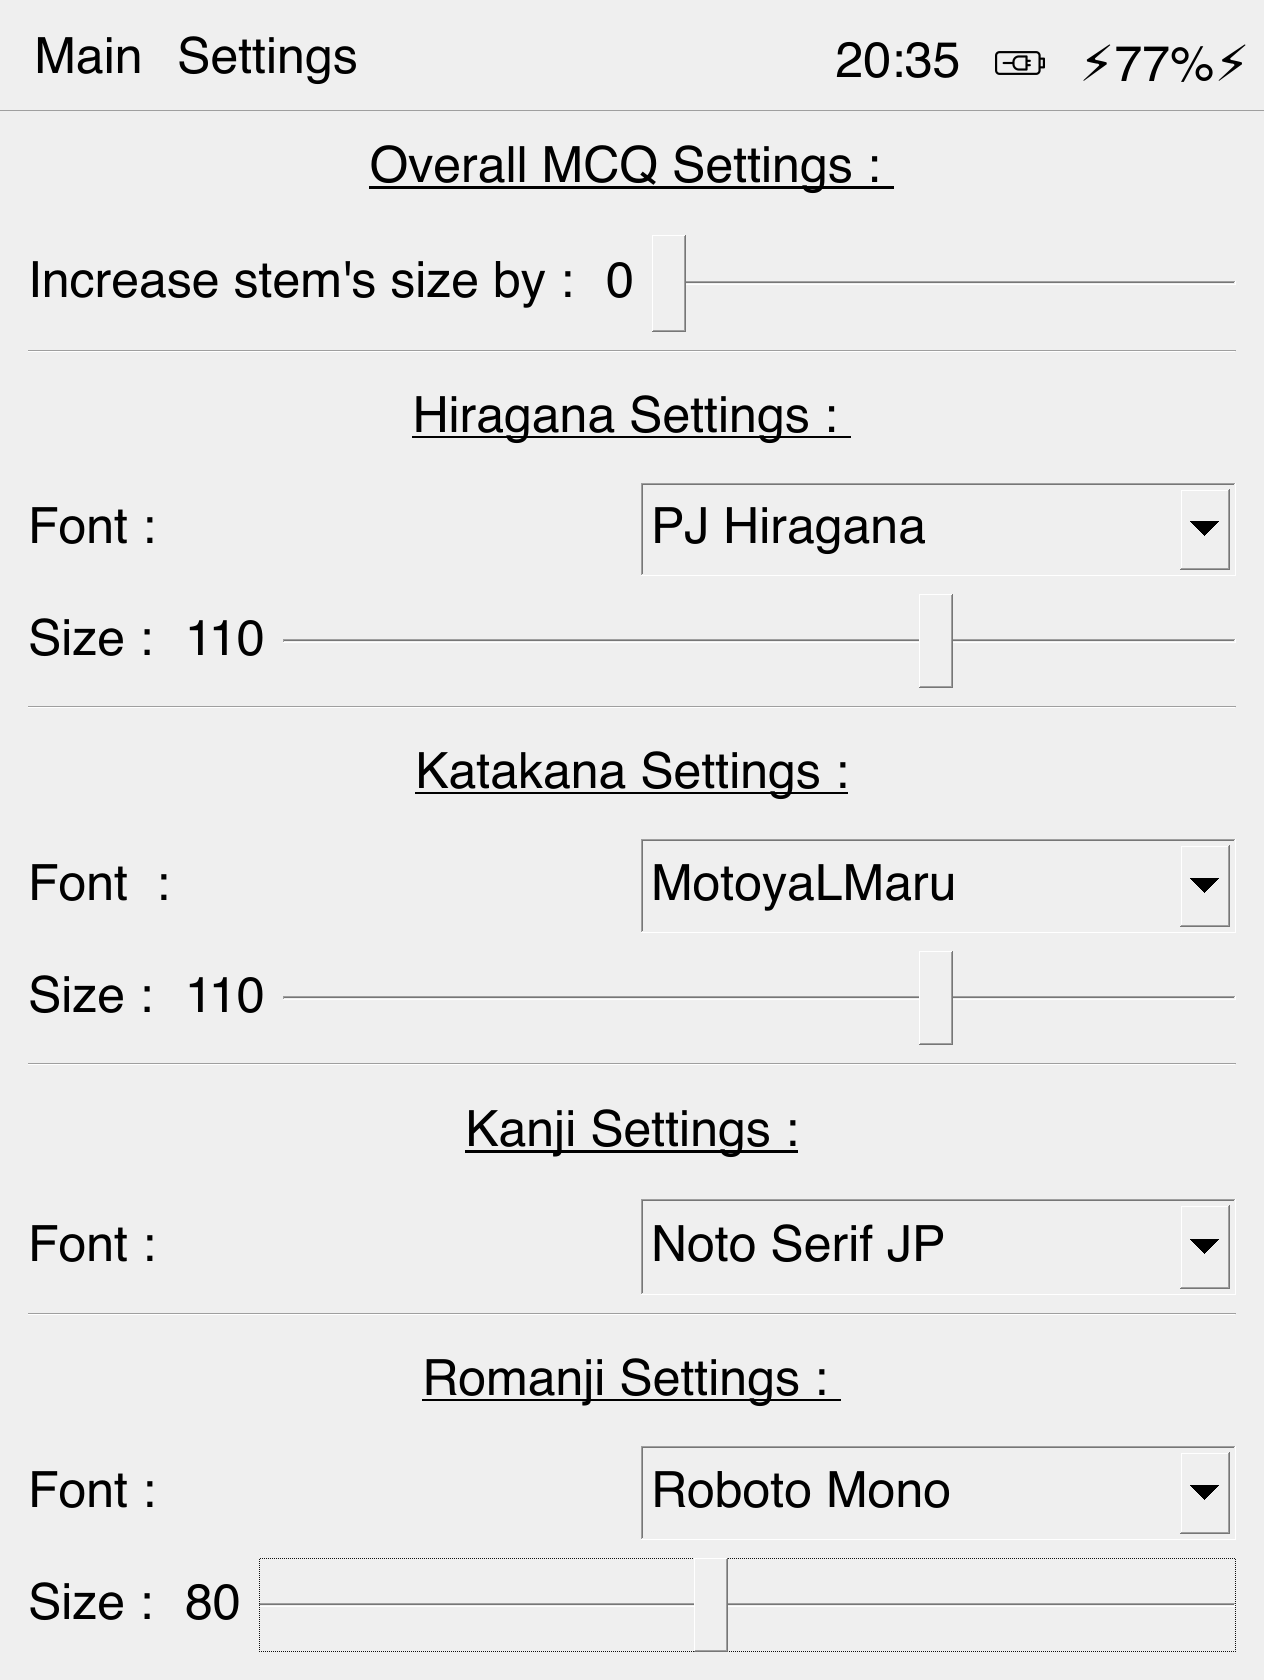 Main Settings 20:35 ⚡77%⚡
Overall MCQ Settings :
Increase stem's size by : 0
Hiragana Settings :
Font : PJ Hiragana
Size : 110
Katakana Settings :
Font : MotoyaLMaru
Size : 110
Kanji Settings :
Font : Noto Serif JP
Romanji Settings :
Font : Roboto Mono
Size : 80